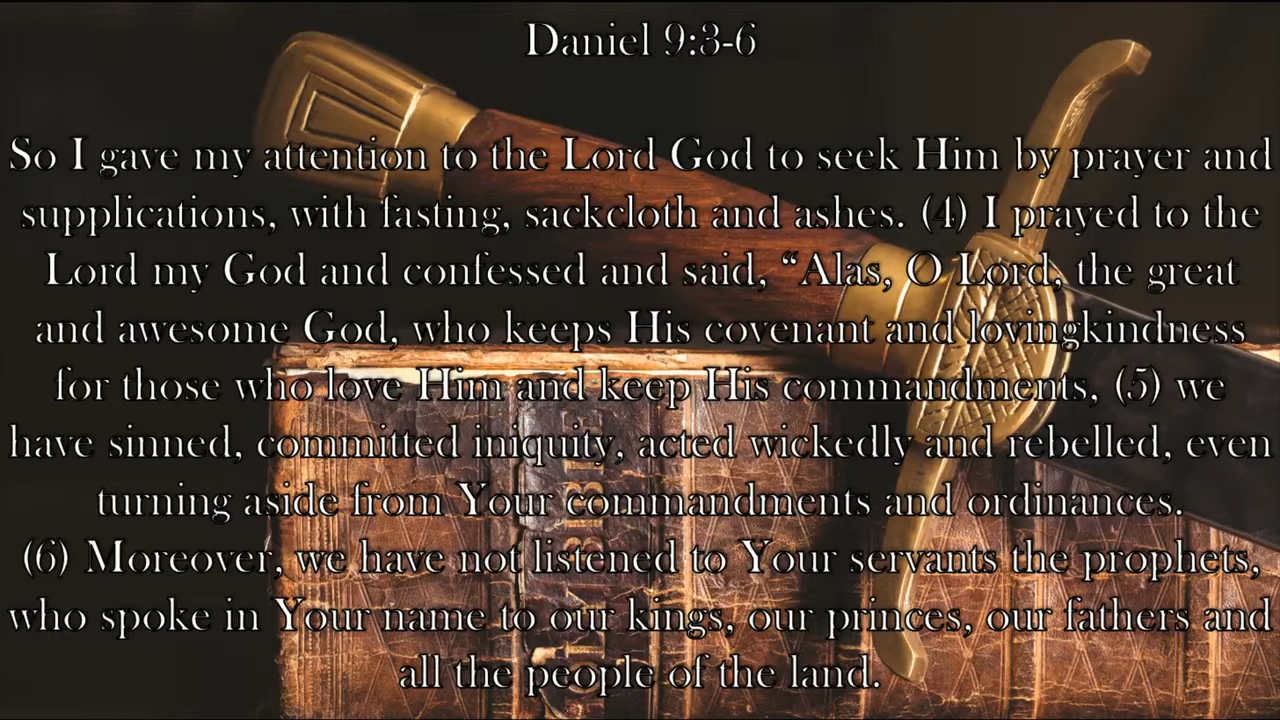 Daniel 9:3-6
So I gave my attention to the Lord God to seek Him by prayer and
supplications, with fasting, sackcloth and ashes. (4) I prayed to the
Lord my God and confessed and said, “Alas, O Lord, the great
and awesome God, who keeps His covenant and lovingkindness
for those who love Him and keep His commandments, (5) we
have sinned, committed iniquity, acted wickedly and rebelled, even
turning aside from Your commandments and ordinances.
(6) Moreover, we have not listened to Your servants the prophets,
who spoke in Your name to our kings, our princes, our fathers and
all the people of the land.